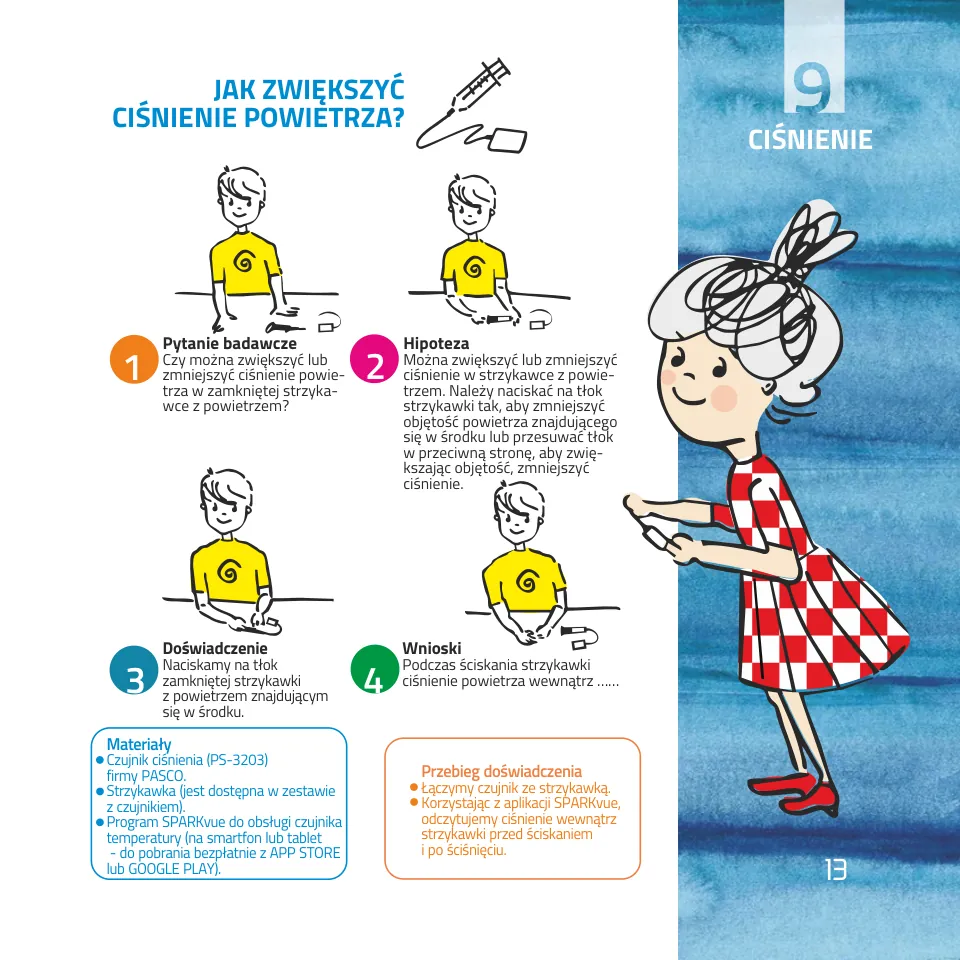 JAK ZWIĘKSZYĆ
CIŚNIENIE POWIETRZA?
9
CIŚNIENIE
1
Pytanie badawcze
Czy można zwiększyć lub
zmniejszyć ciśnienie powie-
trza w zamkniętej strzyka-
wce z powietrzem?
2
Hipoteza
Można zwiększyć lub zmniejszyć
ciśnienie w strzykawce z powie-
trzem. Należy naciskać na tłok
strzykawki tak, aby zmniejszyć
objętość powietrza znajdującego
się w środku lub przesuwać tłok
w przeciwną stronę, aby zwię-
kszając objętość, zmniejszyć
ciśnienie.
3
Doświadczenie
Naciskamy na tłok
zamkniętej strzykawki
z powietrzem znajdującym
się w środku.
4
Wnioski
Podczas ściskania strzykawki
ciśnienie powietrza wewnątrz ......
Materiały
● Czujnik ciśnienia (PS-3203)
firmy PASCO.
● Strzykawka (jest dostępna w zestawie
z czujnikiem).
● Program SPARKvue do obsługi czujnika
temperatury (na smartfon lub tablet
- do pobrania bezpłatnie z APP STORE
lub GOOGLE PLAY).
Przebieg doświadczenia
● Łączymy czujnik ze strzykawką.
● Korzystając z aplikacji SPARKvue,
odczytujemy ciśnienie wewnątrz
strzykawki przed ściskaniem
i po ściśnięciu.
13